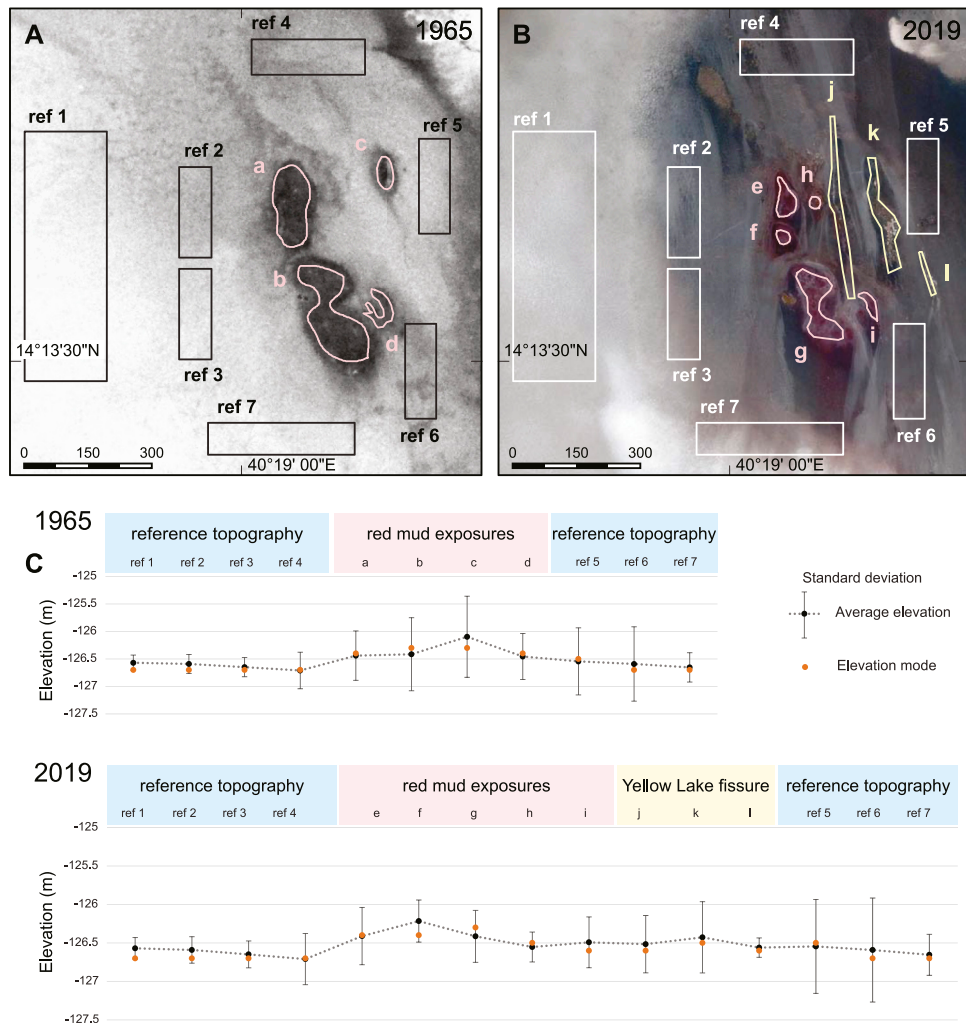 A
1965
ref 4
ref 1
ref 5
ref 2
c
a
b
d
14°13'30"N
ref 3
ref 7
ref 6
0 150 300
40°19' 00"E
B
2019
ref 4
j
ref 1
ref 5
k
ref 2
h
e
f
l
14°13'30"N
i
g
ref 3
ref 7
ref 6
0 150 300
40°19' 00"E
1965
C
reference topography
red mud exposures
reference topography
ref 1 ref 2 ref 3 ref 4 a b c d ref 5 ref 6 ref 7
Elevation (m)
-125
-125.5
-126
-126.5
-127
-127.5
Standard deviation
Average elevation
Elevation mode
2019
reference topography
red mud exposures
Yellow Lake fissure
reference topography
ref 1 ref 2 ref 3 ref 4 e f g h i j k l ref 5 ref 6 ref 7
Elevation (m)
-125
-125.5
-126
-126.5
-127
-127.5